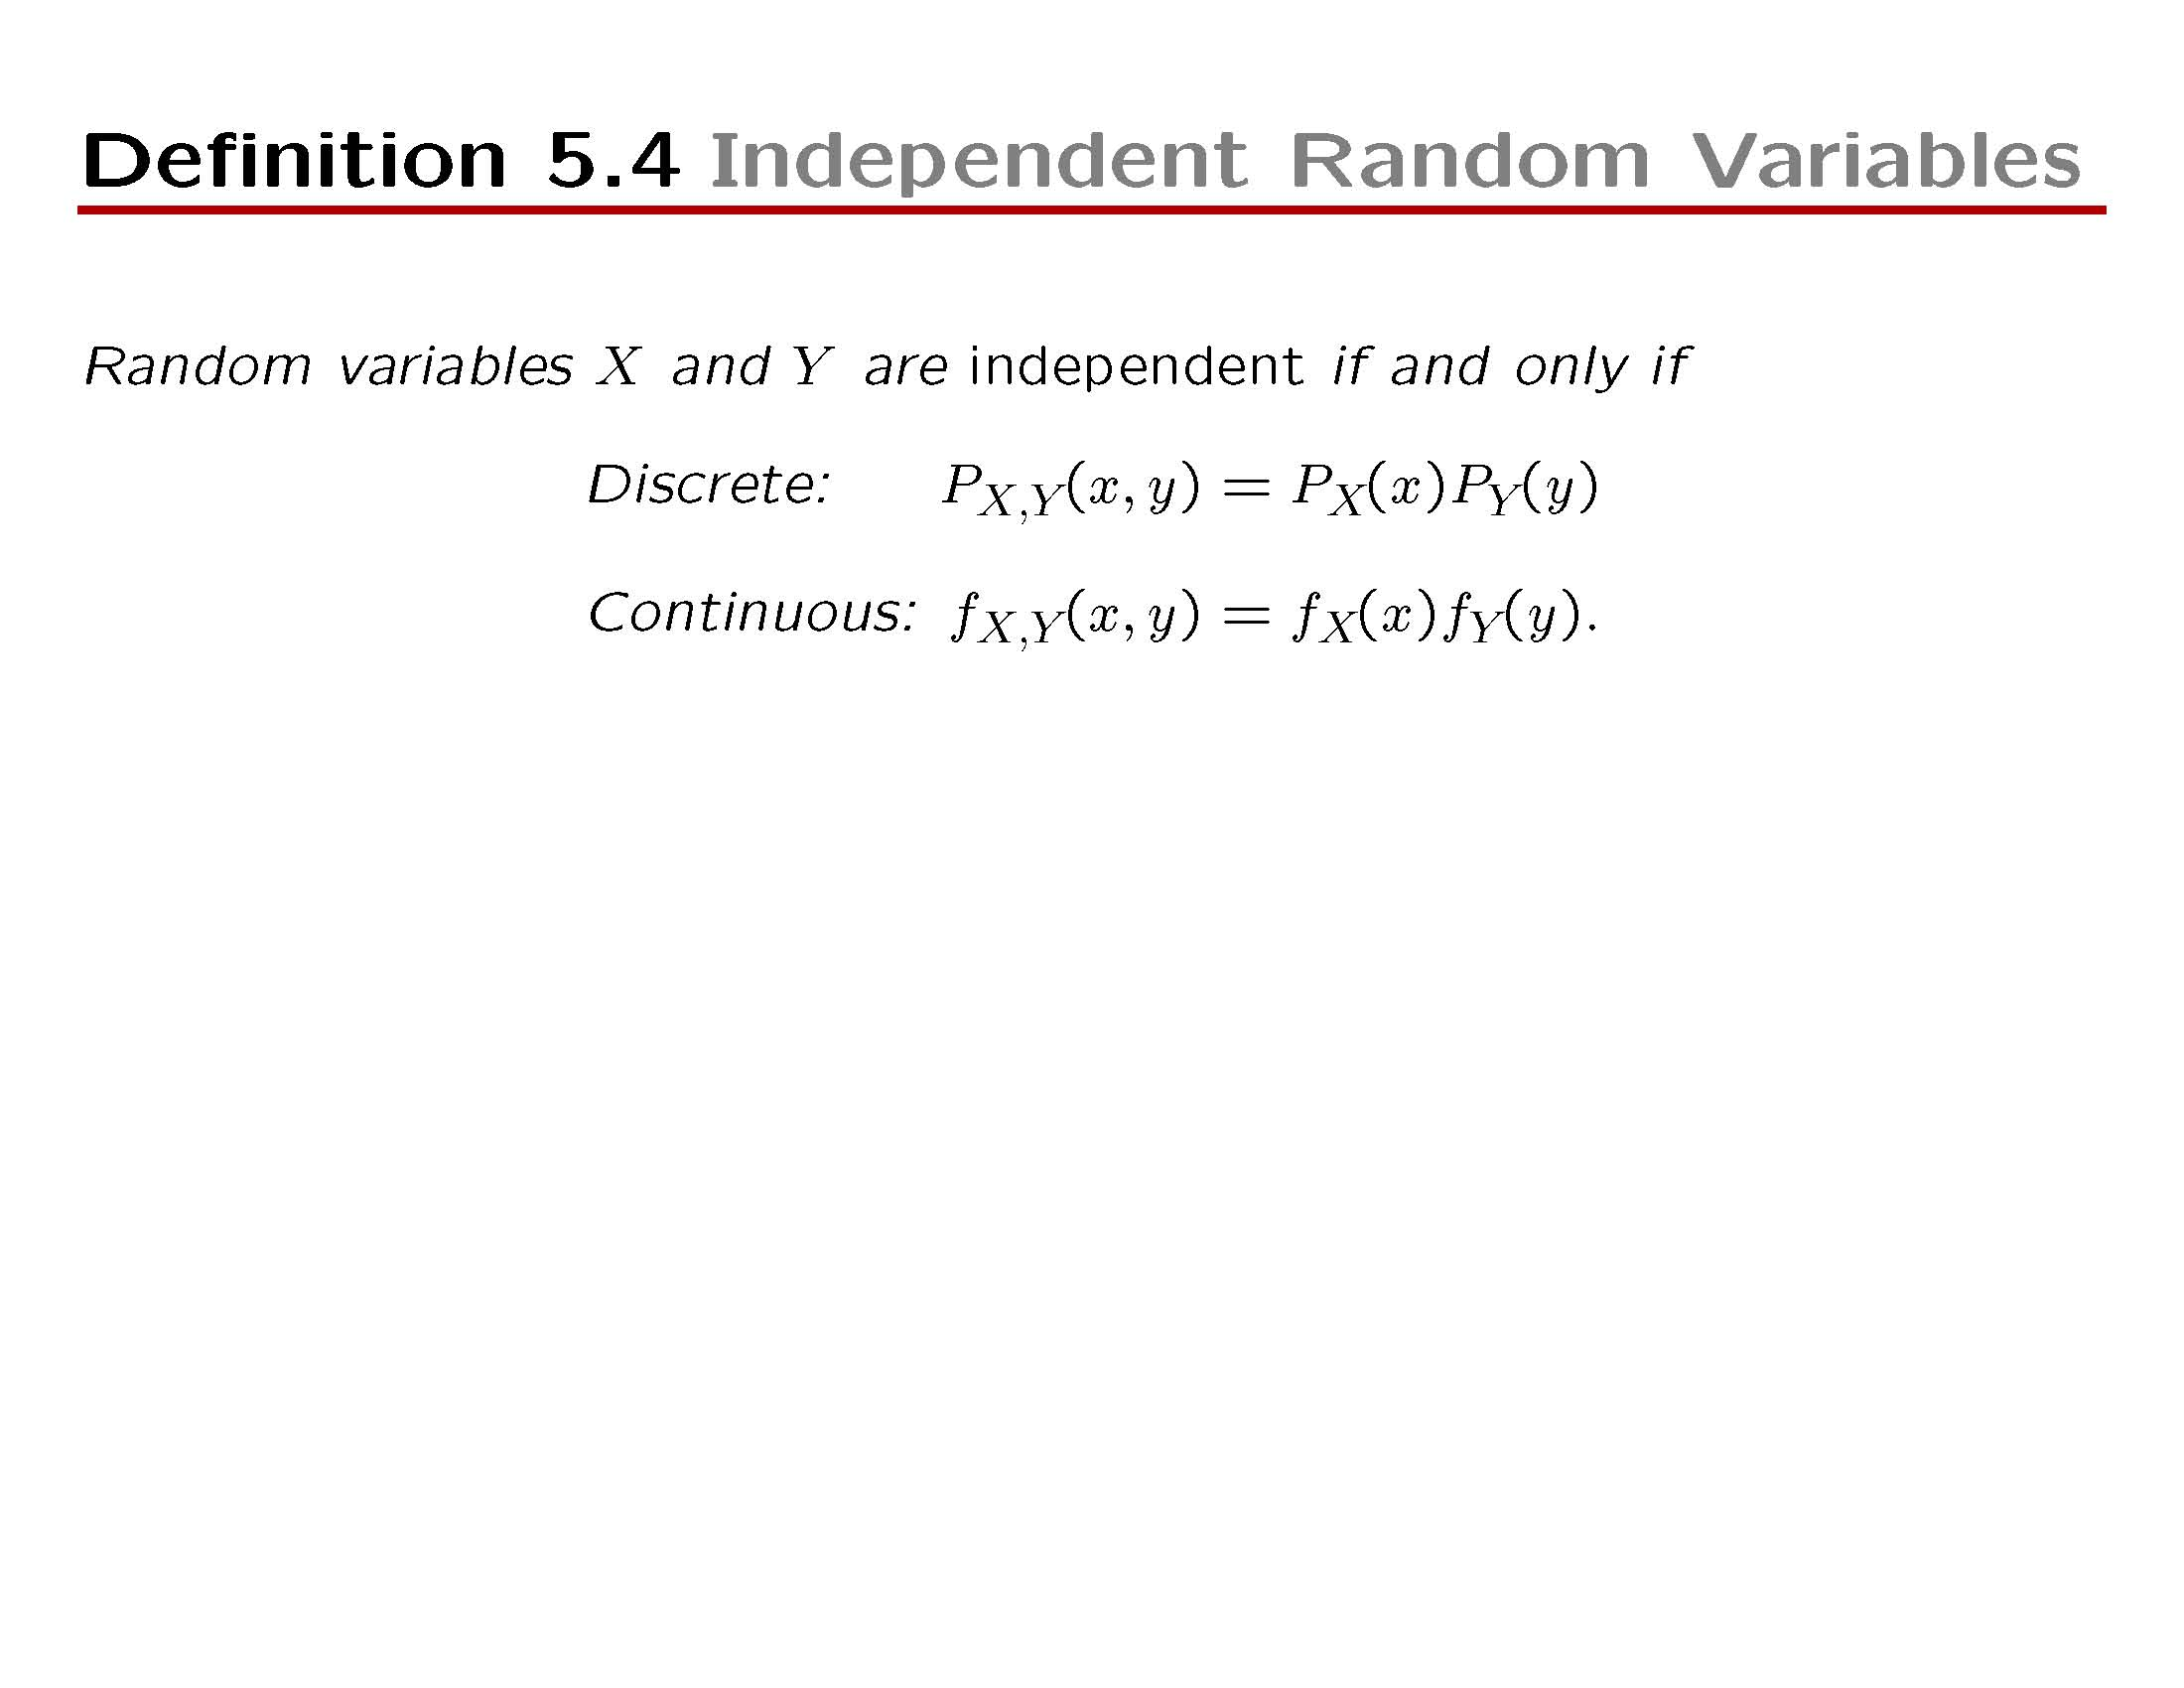 Definition 5.4 Independent Random Variables
Random variables X and Y are independent if and only if
Discrete: P_{X,Y}(x, y) = P_X(x)P_Y(y)
Continuous: f_{X,Y}(x, y) = f_X(x)f_Y(y).